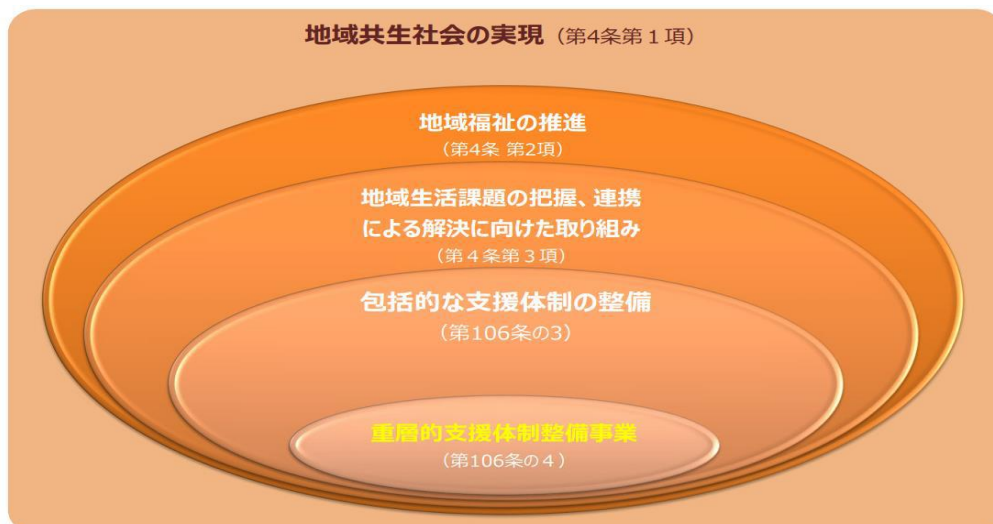 地域共生社会の実現（第4条第１項）
地域福祉の推進
（第4条 第2項）
地域生活課題の把握、連携
による解決に向けた取り組み
（第４条第３項）
包括的な支援体制の整備
（第106条の3）
重層的支援体制整備事業
（第106条の４）